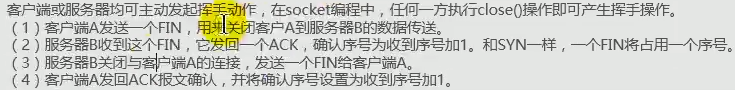 客户端或服务器均可主动发起挥手动作，在socket编程中，任何一方执行close()操作即可产生挥手操作。
（1）客户端A发送一个FIN，用来关闭客户A到服务器B的数据传送。
（2）服务器B收到这个FIN，它发回一个ACK，确认序号为收到序号加1。和SYN一样，一个FIN将占用一个序号。
（3）服务器B关闭与客户端A的连接，发送一个FIN给客户端A。
（4）客户端A发回ACK报文确认，并将确认序号设置为收到序号加1。